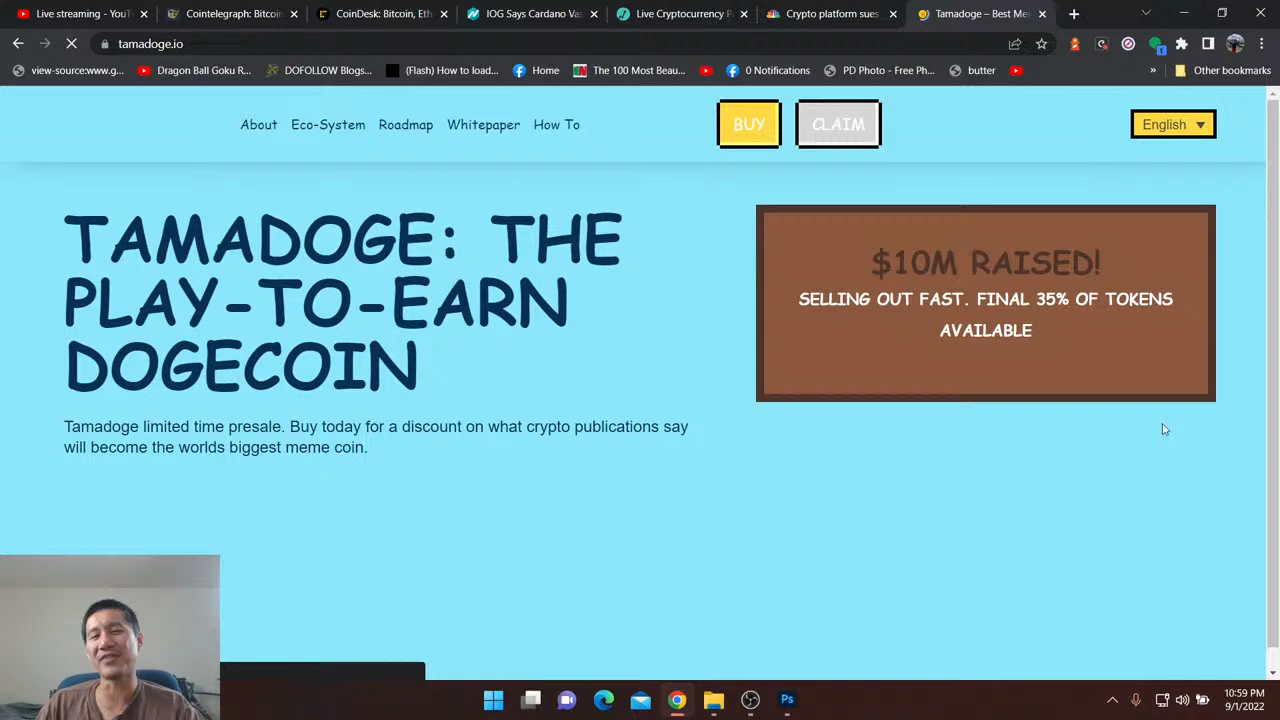 Live streaming - YouT
Cointelegraph: Bitcoin
CoinDesk: Bitcoin, Eth
IOG Says Cardano Vas
Live Cryptocurrency P
Crypto platform sues
Tamadoge – Best Me
tamadoge.io
view-source:www.g...
Dragon Ball Goku R...
DOFOLLOW Blogs...
(Flash) How to load...
Home
The 100 Most Beau...
0 Notifications
PD Photo - Free Ph...
butter
»
Other bookmarks
About
Eco-System
Roadmap
Whitepaper
How To
BUY
CLAIM
English
TAMADOGE: THE
PLAY-TO-EARN
DOGECOIN
Tamadoge limited time presale. Buy today for a discount on what crypto publications say
will become the worlds biggest meme coin.
$10M RAISED!
SELLING OUT FAST. FINAL 35% OF TOKENS
AVAILABLE
10:59 PM
9/1/2022